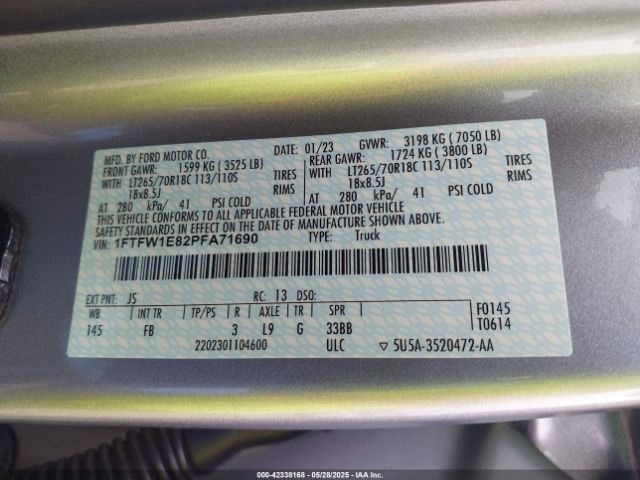 MFD. BY FORD MOTOR CO. DATE: 01/23 GVWR: 3198 KG ( 7050 LB)
FRONT GAWR: 1599 KG ( 3525 LB) REAR GAWR: 1724 KG ( 3800 LB)
WITH LT265/70R18C 113/110S TIRES WITH LT265/70R18C 113/110S TIRES
18x8.5J RIMS 18x8.5J RIMS
AT 280 kPa/ 41 PSI COLD AT 280 kPa/ 41 PSI COLD
THIS VEHICLE CONFORMS TO ALL APPLICABLE FEDERAL MOTOR VEHICLE
SAFETY STANDARDS IN EFFECT ON THE DATE OF MANUFACTURE SHOWN ABOVE.
VIN: 1FTFW1E82PFA71690 TYPE: Truck
EXT PNT: JS RC: 13 DSO:
WB INT TR TP/PS R AXLE TR SPR F0145
145 FB 3 L9 G 33BB T0614
2202301104600 ULC ▽ 5U5A-3520472-AA
000-42338168 - 05/28/2025 - IAA Inc.